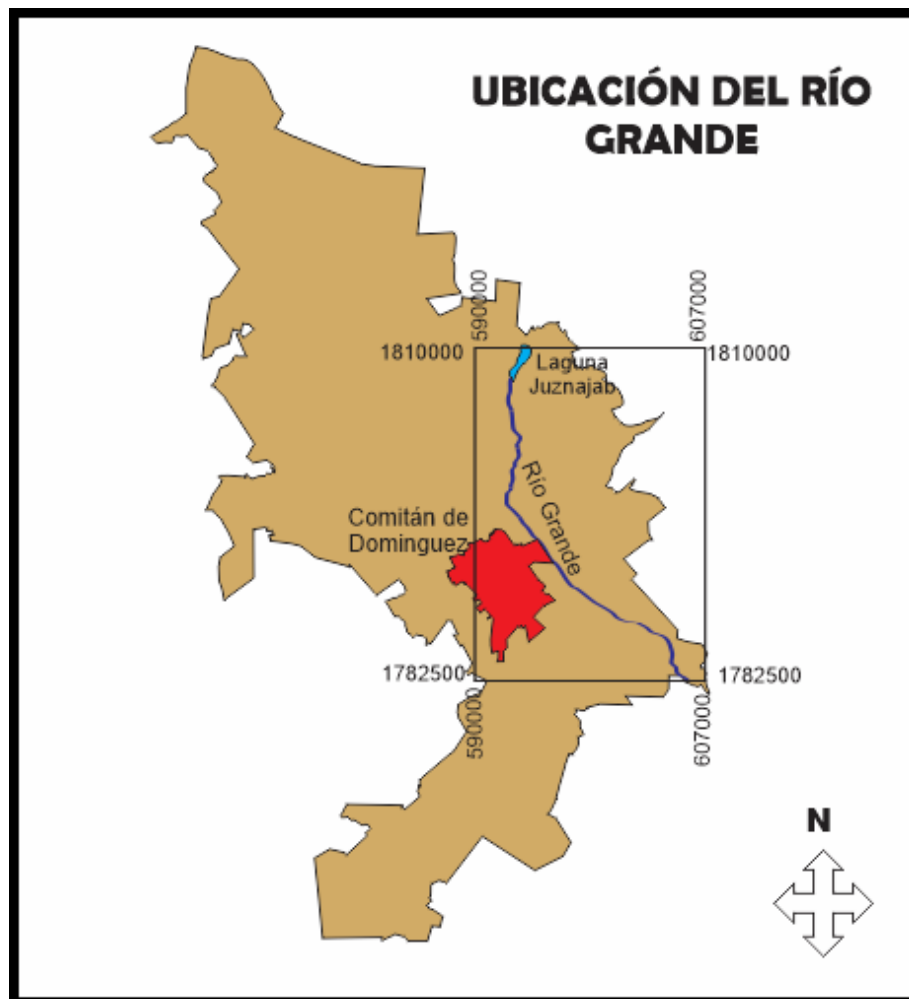 UBICACIÓN DEL RÍO
GRANDE
590000
607000
1810000
1810000
Laguna
Juznajab
Río Grande
Comitán de
Dominguez
1782500
1782500
590000
607000
N